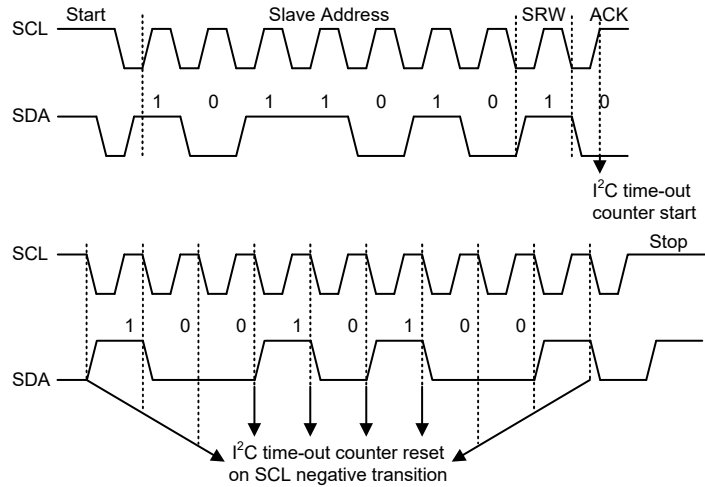 Start Slave Address SRW ACK
SCL
1 0 1 1 0 1 0 1 0
SDA
I²C time-out
counter start
Stop
SCL
1 0 0 1 0 1 0 0
SDA
I²C time-out counter reset
on SCL negative transition